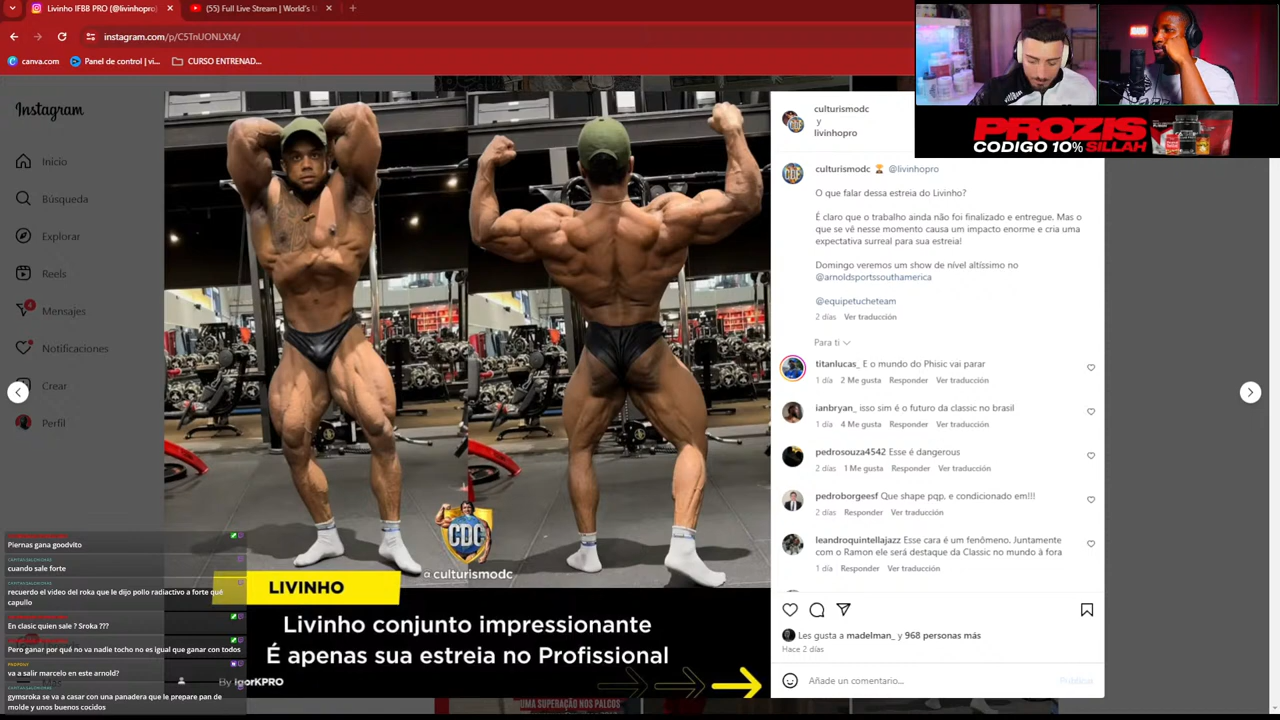 Livinho IFBB PRO (@livinhopro)
(55) Full Live Stream | World's U
instagram.com/p/C5TnUONLXt4/
canva.com
Panel de control | vi...
CURSO ENTRENAD...
PROZIS
CODIGO 10% SILLAH
Instagram
Inicio
Búsqueda
Explorar
Reels
4
Mensajes
Notificaciones
Crear
Perfil
culturismodc
y
livinhopro
culturismodc @livinhopro
O que falar dessa estreia do Livinho?
É claro que o trabalho ainda não foi finalizado e entregue. Mas o
que se vê nesse momento causa um impacto enorme e cria uma
expectativa surreal para sua estreia!
Domingo veremos um show de nível altíssimo no
@arnoldsportssouthamerica
@equipetucheteam
2 días Ver traducción
Para ti
titanlucas_ E o mundo do Phisic vai parar
1 día 2 Me gusta Responder Ver traducción
ianbryan_ isso sim é o futuro da classic no brasil
1 día 4 Me gusta Responder Ver traducción
pedrosouza4542 Esse é dangerous
2 días 1 Me gusta Responder Ver traducción
pedroborgeesf Que shape pqp, e condicionado em!!!
2 días Responder Ver traducción
leandroquintellajazz Esse cara é um fenômeno. Juntamente
com o Ramon ele será destaque da Classic no mundo à fora
1 día Responder Ver traducción
Les gusta a madelman_ y 968 personas más
Hace 2 días
Añade un comentario...
Publicar
CDC
a culturismodc
LIVINHO
Livinho conjunto impressionante
É apenas sua estreia no Profissional
By IgorKPRO
UMA SUPERAÇÃO NOS PALCOS
Piernas gana goodvito
cuando sale forte
recuerdo el video del roka que le dijo pollo radiactivo a forte què
capullo
En clasic quien sale ? Sroka ???
Pero ganar por qué no va nadie tocho no es igual que ganar con todos
va a salir marcelo en este arnold?
gymsroka se va a casar con una panadera que le prepare pan de
molde y unos buenos cocidos